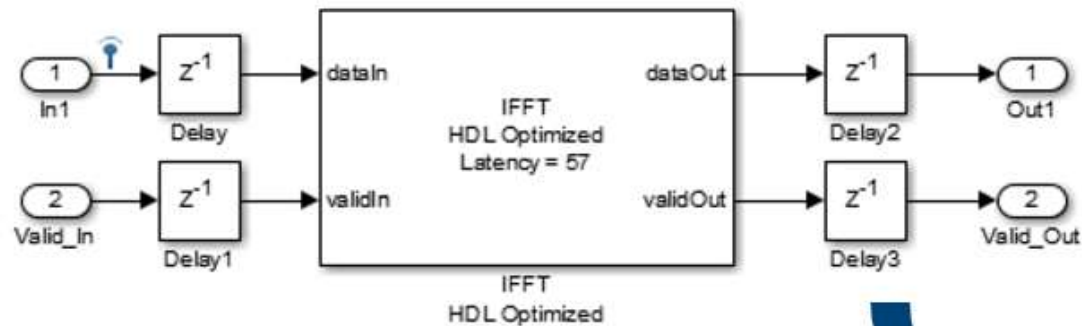 1
In1
Z-1
Delay
dataIn
dataOut
IFFT
HDL Optimized
Latency = 57
Z-1
Delay2
1
Out1
2
Valid_In
Z-1
Delay1
validIn
validOut
Z-1
Delay3
2
Valid_Out
IFFT
HDL Optimized